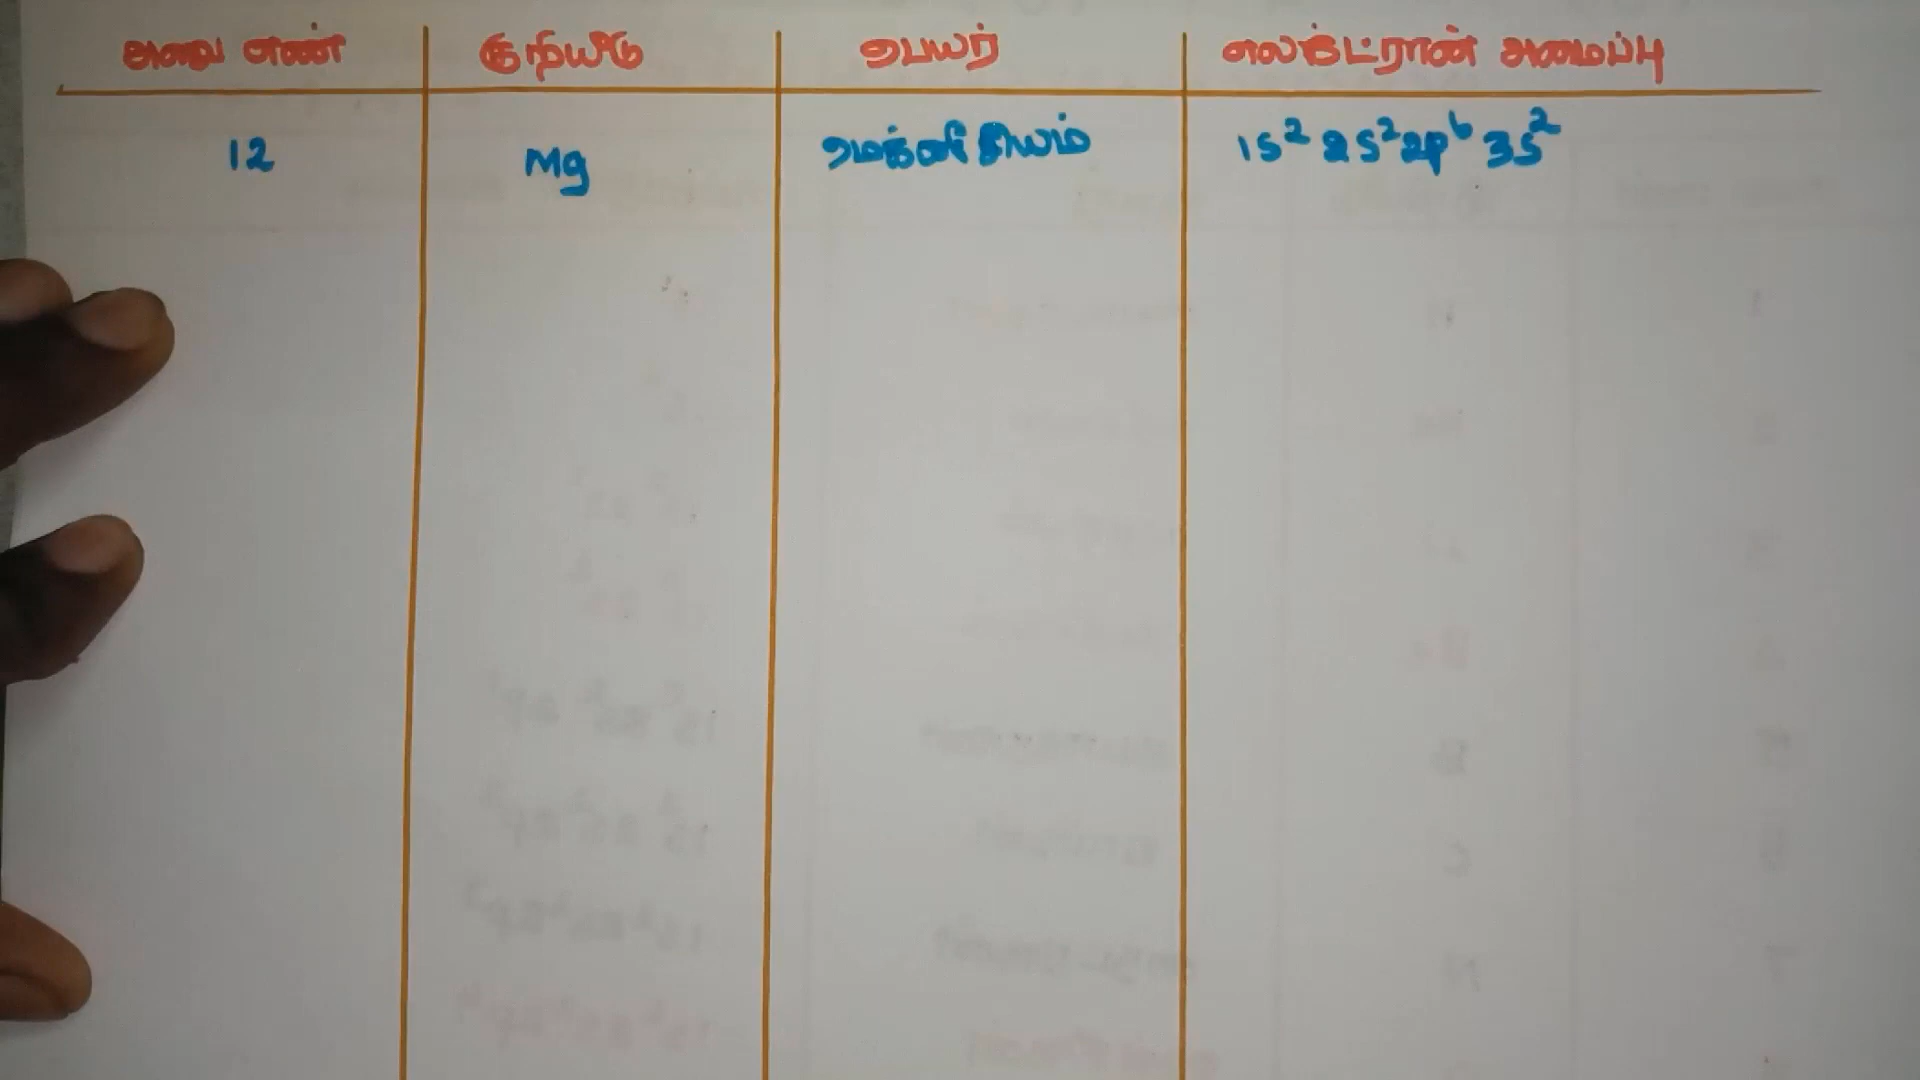 அணு எண் குறியீடு பெயர் எலக்ட்ரான் அமைப்பு
12 Mg மெக்னீசியம் 1s² 2s² 2p⁶ 3s²